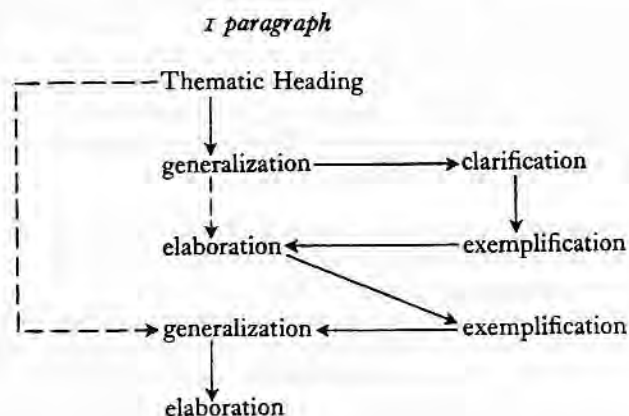 1 paragraph
Thematic Heading
generalization clarification
elaboration exemplification
generalization exemplification
elaboration